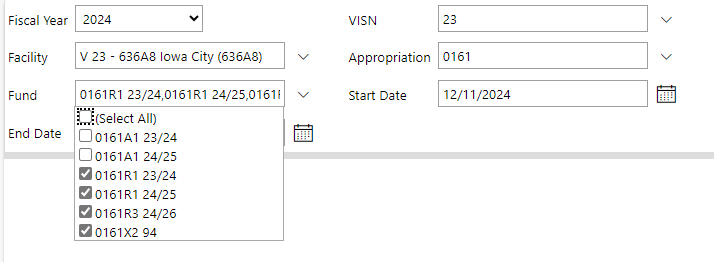 Fiscal Year 2024 VISN 23
Facility V 23 - 636A8 Iowa City (636A8) Appropriation 0161
Fund 0161R1 23/24,0161R1 24/25,0161 Start Date 12/11/2024
(Select All)
End Date
0161A1 23/24
0161A1 24/25
0161R1 23/24
0161R1 24/25
0161R3 24/26
0161X2 94